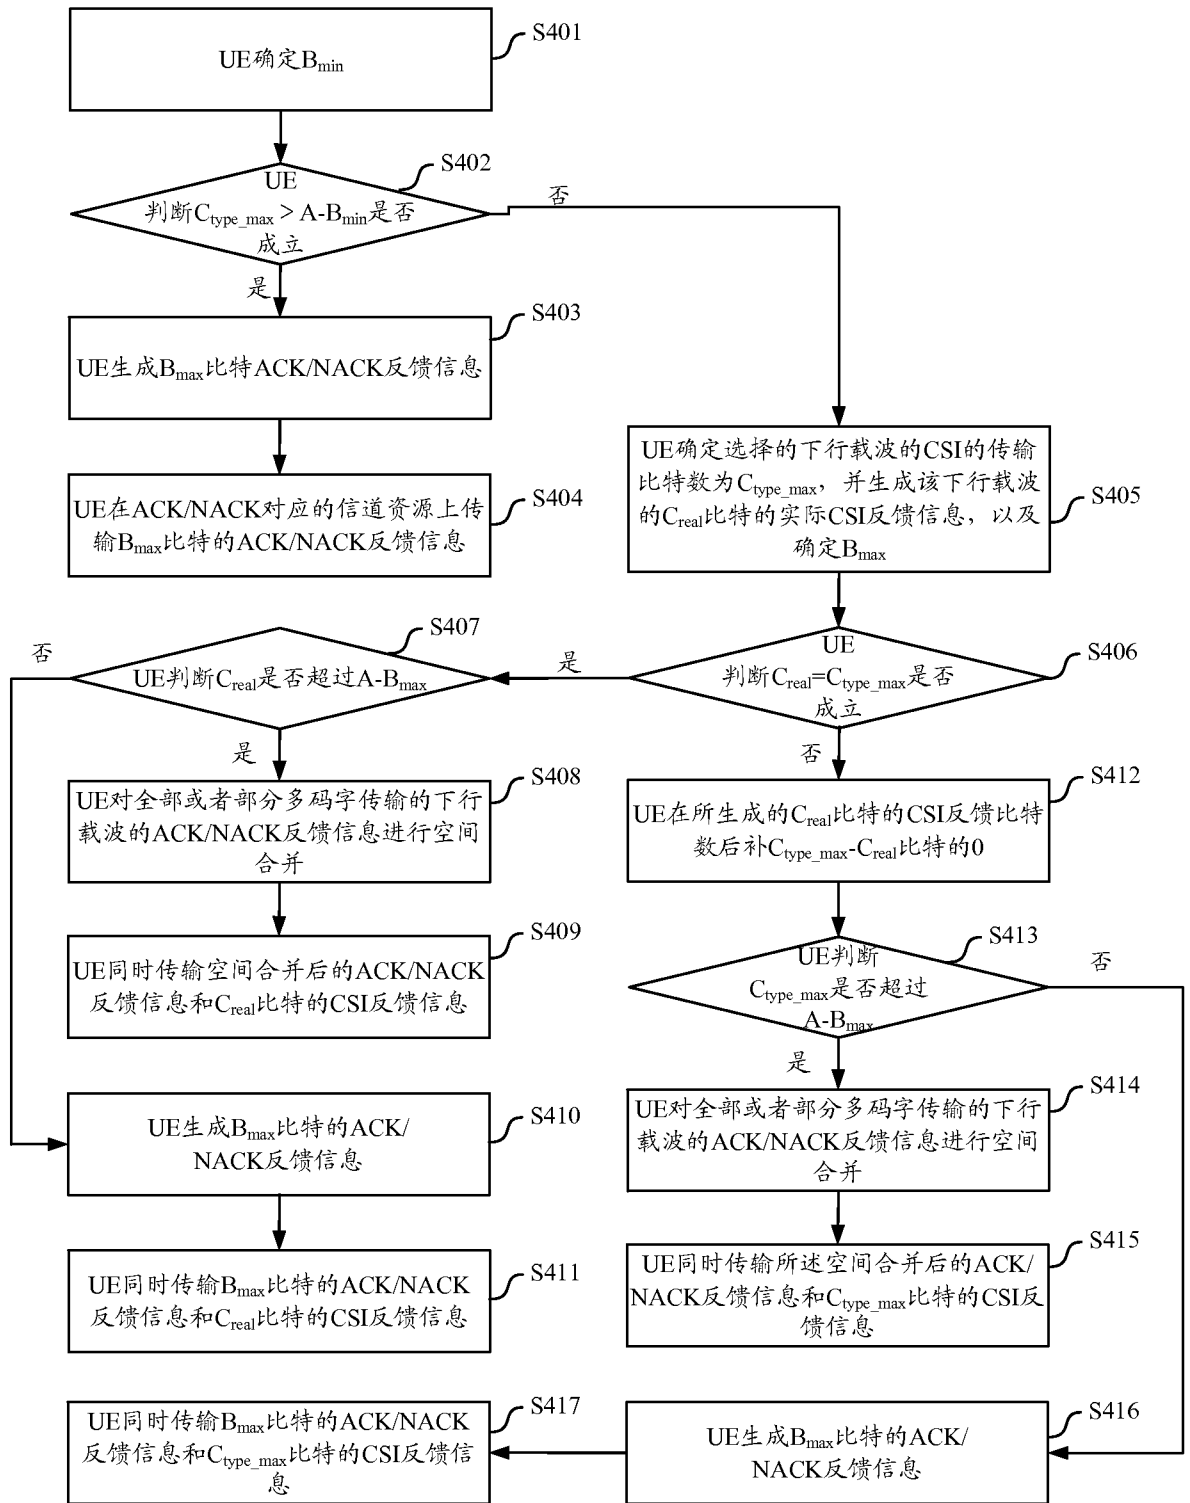 S401
UE确定Bmin
S402
UE
判断Ctype_max > A-Bmin是否
成立
否
是
S403
UE生成Bmax比特ACK/NACK反馈信息
S404
UE在ACK/NACK对应的信道资源上传
输Bmax比特的ACK/NACK反馈信息
UE确定选择的下行载波的CSI的传输
比特数为Ctype_max，并生成该下行载波
的Creal比特的实际CSI反馈信息，以及
确定Bmax
S405
S406
UE
判断Creal=Ctype_max是否
成立
是
否
S407
UE判断Creal是否超过A-Bmax
否
是
S408
UE对全部或者部分多码字传输的下行
载波的ACK/NACK反馈信息进行空间
合并
S409
UE同时传输空间合并后的ACK/NACK
反馈信息和Creal比特的CSI反馈信息
S410
UE生成Bmax比特的ACK/
NACK反馈信息
S411
UE同时传输Bmax比特的ACK/NACK
反馈信息和Creal比特的CSI反馈信息
S412
UE在所生成的Creal比特的CSI反馈比特
数后补Ctype_max-Creal比特的0
S413
UE判断
Ctype_max是否超过
A-Bmax
否
是
S414
UE对全部或者部分多码字传输的下行
载波的ACK/NACK反馈信息进行空间
合并
S415
UE同时传输所述空间合并后的ACK/
NACK反馈信息和Ctype_max比特的CSI反
馈信息
S416
UE生成Bmax比特的ACK/
NACK反馈信息
S417
UE同时传输Bmax比特的ACK/NACK
反馈信息和Ctype_max比特的CSI反馈信
息